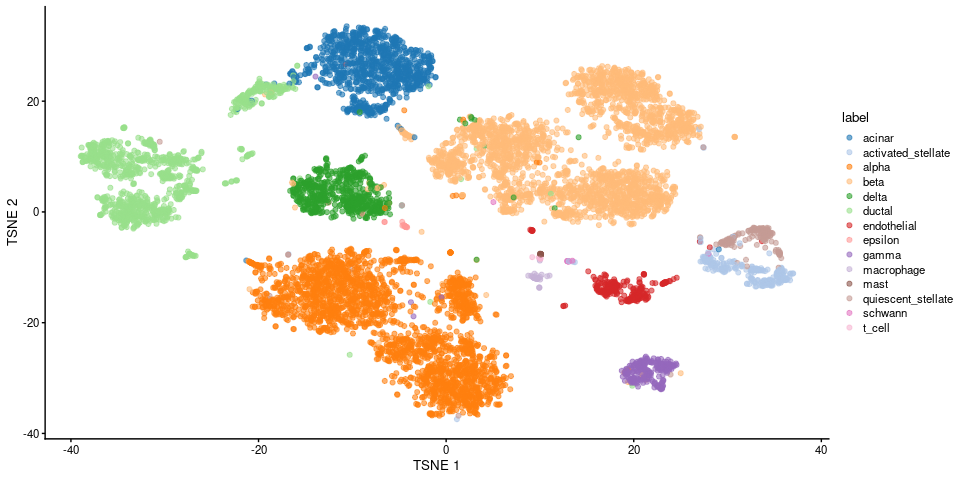 20
0
-20
-40
TSNE 2
-40
-20
0
20
40
TSNE 1
label
acinar
activated_stellate
alpha
beta
delta
ductal
endothelial
epsilon
gamma
macrophage
mast
quiescent_stellate
schwann
t_cell